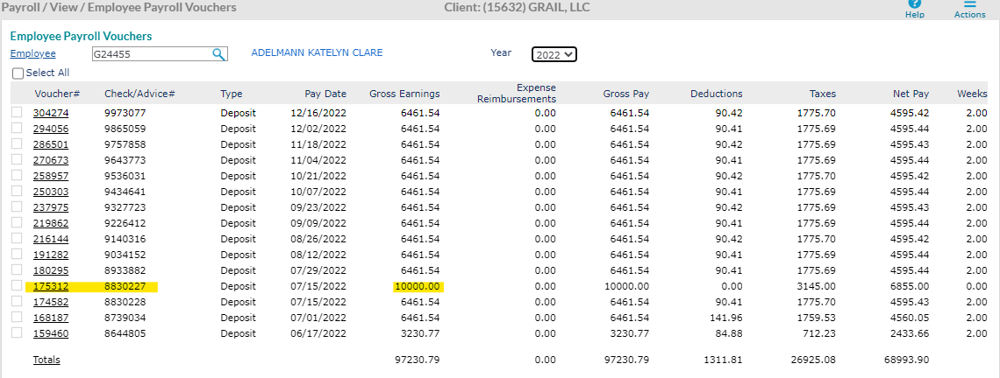 Payroll / View / Employee Payroll Vouchers Client: (15632) GRAIL, LLC Help Actions
Employee Payroll Vouchers
Employee G24455 ADELMANN KATELYN CLARE Year 2022
Select All
Voucher# Check/Advice# Type Pay Date Gross Earnings Expense Reimbursements Gross Pay Deductions Taxes Net Pay Weeks
304274 9973077 Deposit 12/16/2022 6461.54 0.00 6461.54 90.42 1775.70 4595.42 2.00
294056 9865059 Deposit 12/02/2022 6461.54 0.00 6461.54 90.41 1775.69 4595.44 2.00
286501 9757858 Deposit 11/18/2022 6461.54 0.00 6461.54 90.42 1775.69 4595.43 2.00
270673 9643773 Deposit 11/04/2022 6461.54 0.00 6461.54 90.41 1775.69 4595.44 2.00
258957 9536031 Deposit 10/21/2022 6461.54 0.00 6461.54 90.42 1775.70 4595.42 2.00
250303 9434641 Deposit 10/07/2022 6461.54 0.00 6461.54 90.41 1775.69 4595.44 2.00
237975 9327723 Deposit 09/23/2022 6461.54 0.00 6461.54 90.42 1775.69 4595.43 2.00
219862 9226412 Deposit 09/09/2022 6461.54 0.00 6461.54 90.41 1775.69 4595.44 2.00
216144 9140316 Deposit 08/26/2022 6461.54 0.00 6461.54 90.42 1775.70 4595.42 2.00
191282 9034152 Deposit 08/12/2022 6461.54 0.00 6461.54 90.41 1775.69 4595.44 2.00
180295 8933882 Deposit 07/29/2022 6461.54 0.00 6461.54 90.41 1775.69 4595.44 2.00
175312 8830227 Deposit 07/15/2022 10000.00 0.00 10000.00 0.00 3145.00 6855.00 0.00
174582 8830228 Deposit 07/15/2022 6461.54 0.00 6461.54 90.41 1775.70 4595.43 2.00
168187 8739034 Deposit 07/01/2022 6461.54 0.00 6461.54 141.96 1759.53 4560.05 2.00
159460 8644805 Deposit 06/17/2022 3230.77 0.00 3230.77 84.88 712.23 2433.66 2.00
Totals 97230.79 0.00 97230.79 1311.81 26925.08 68993.90